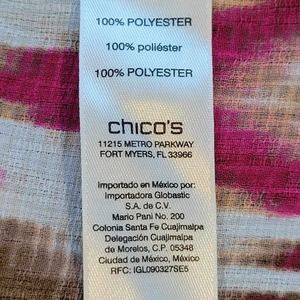 100% POLYESTER
100% poliéster
100% POLYESTER
chico's
11215 METRO PARKWAY
FORT MYERS, FL 33966
Importado en México por:
Importadora Globastic
S.A. de C.V.
Mario Pani No. 200
Colonia Santa Fe Cuajimalpa
Delegación Cuajimalpa
de Morelos, C.P. 05348
Ciudad de México, México
RFC: IGL090327SE5